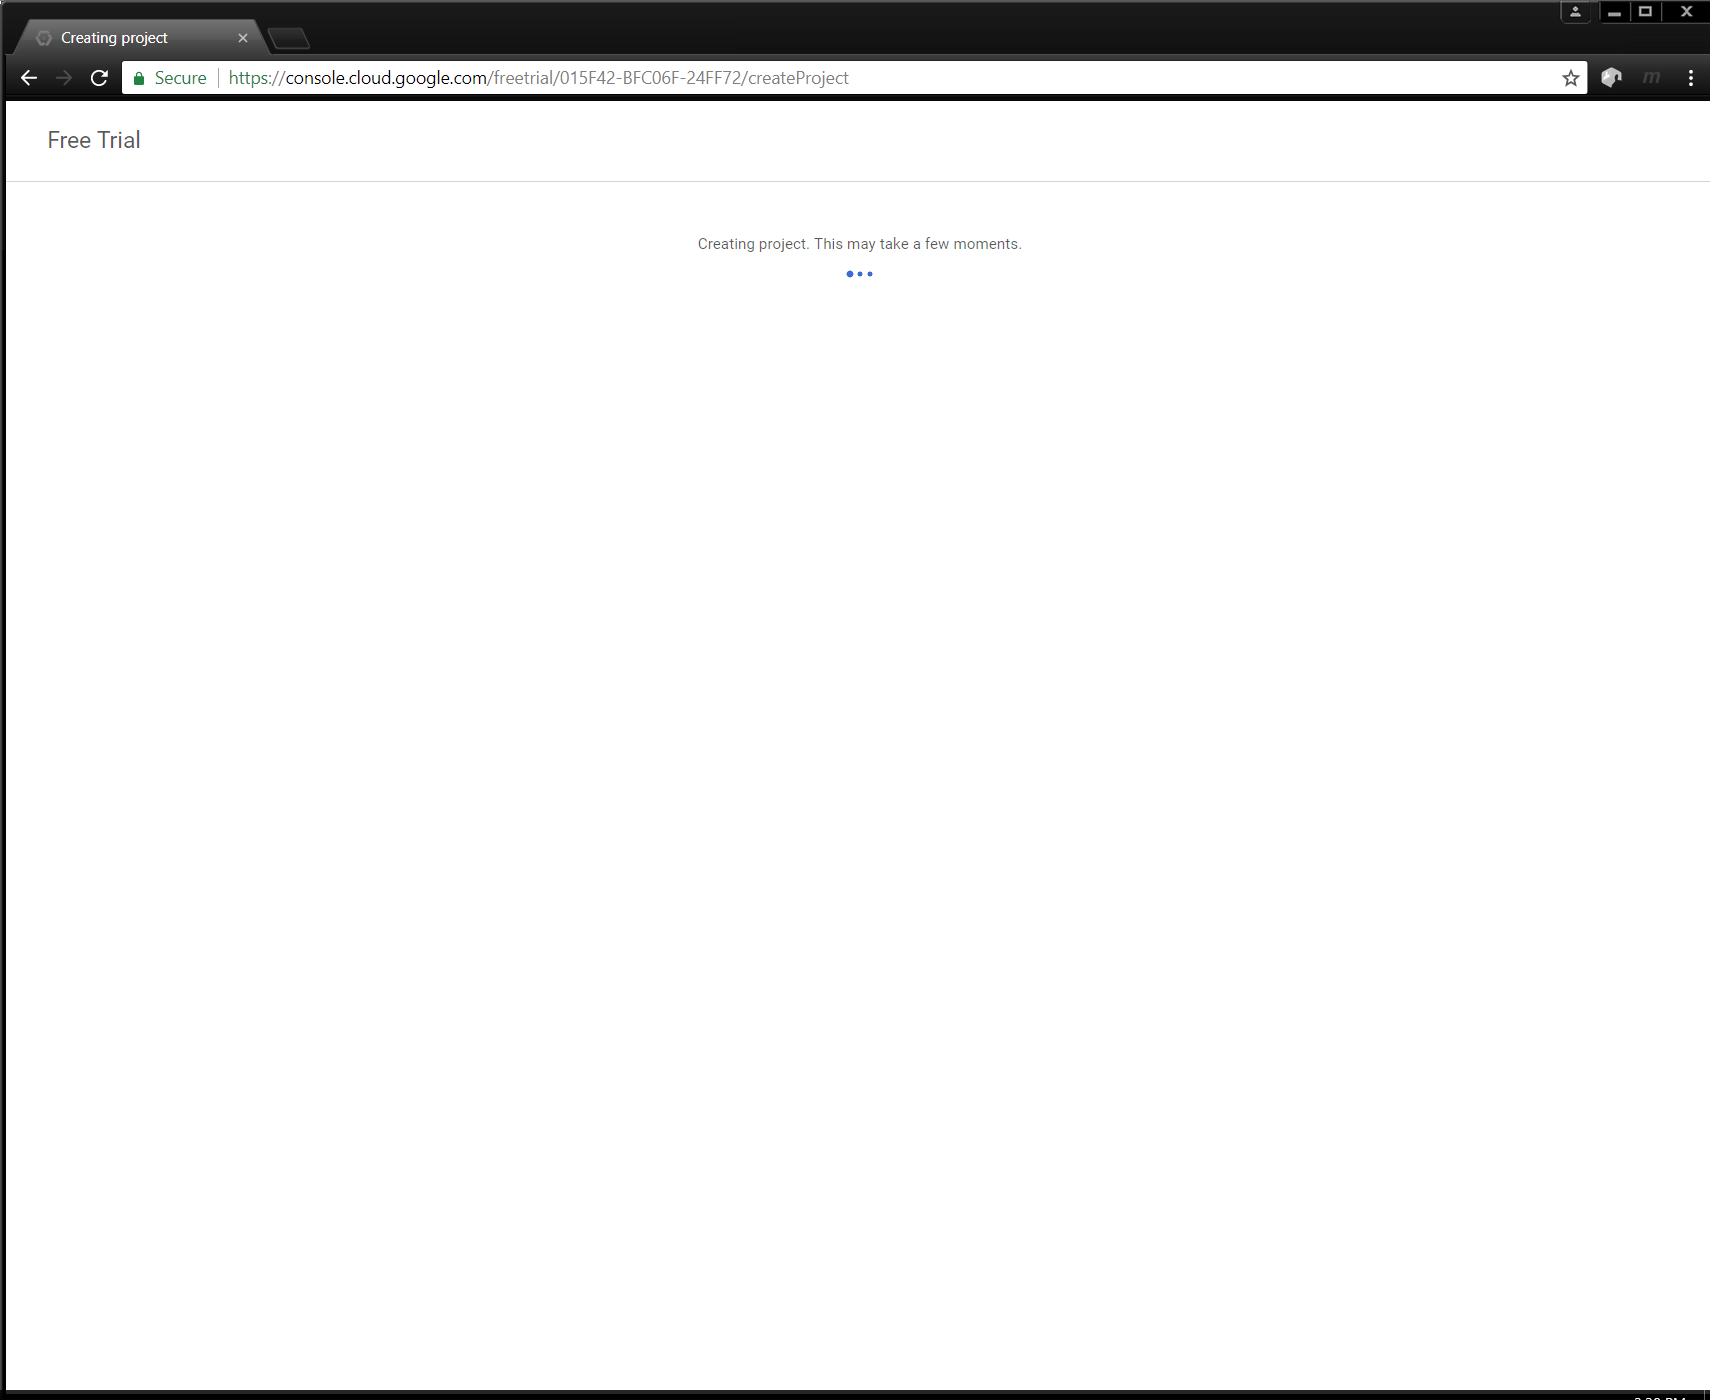 Creating project
Secure
https://console.cloud.google.com/freetrial/015F42-BFC06F-24FF72/createProject
m
Free Trial
Creating project. This may take a few moments.